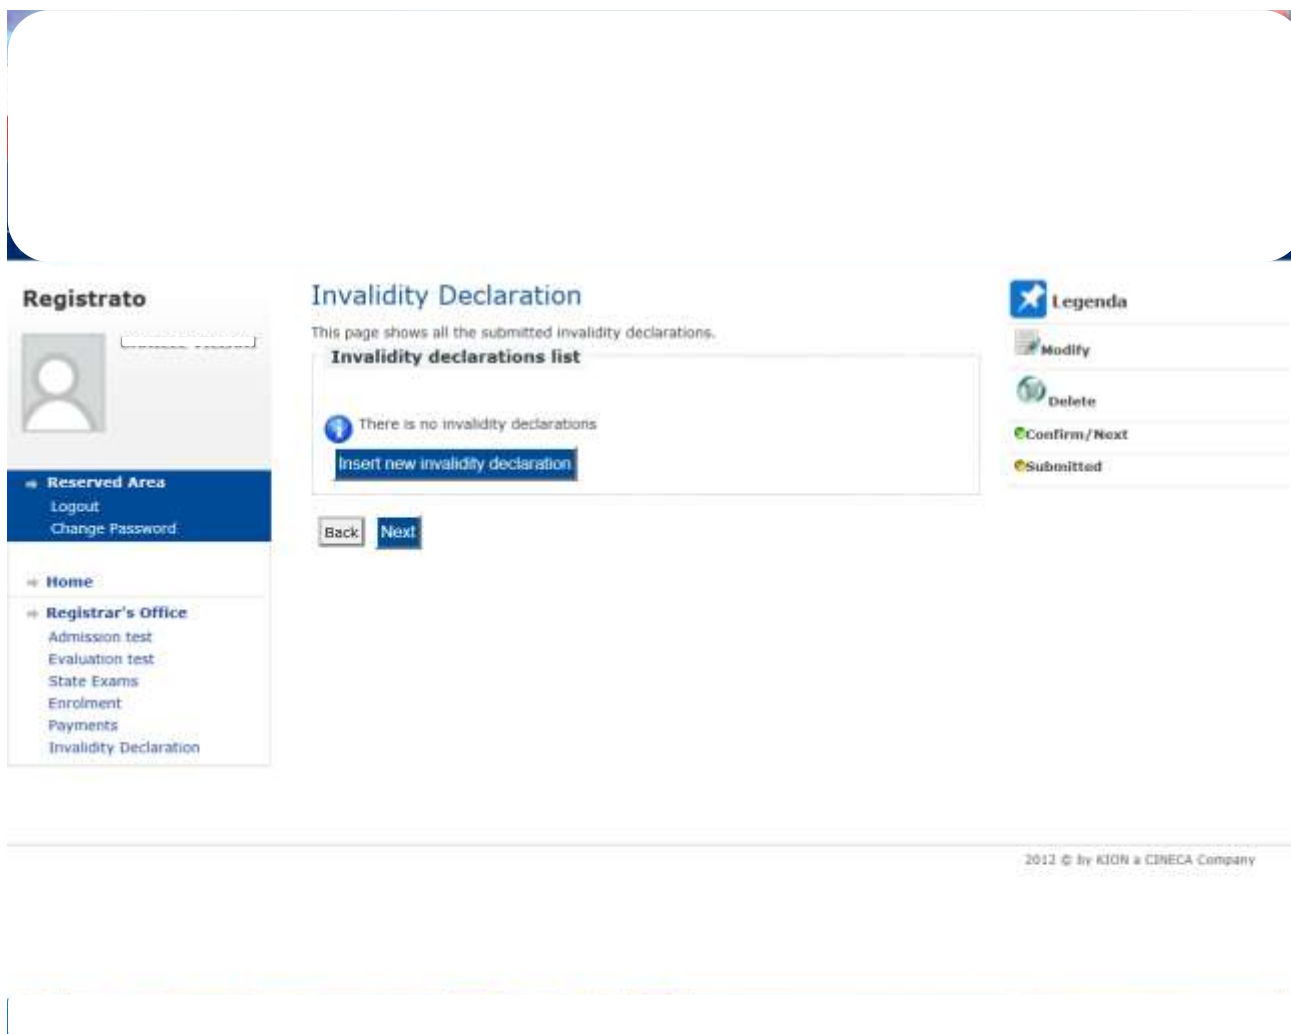 Registrato
Reserved Area
Logout
Change Password
Home
Registrar's Office
Admission test
Evaluation test
State Exams
Enrolment
Payments
Invalidity Declaration
Invalidity Declaration
This page shows all the submitted invalidity declarations.
Invalidity declarations list
There is no invalidity declarations
Insert new invalidity declaration
Back Next
Legenda
Modify
Delete
Confirm/Next
Submitted
2012 © by KION a CINECA Company